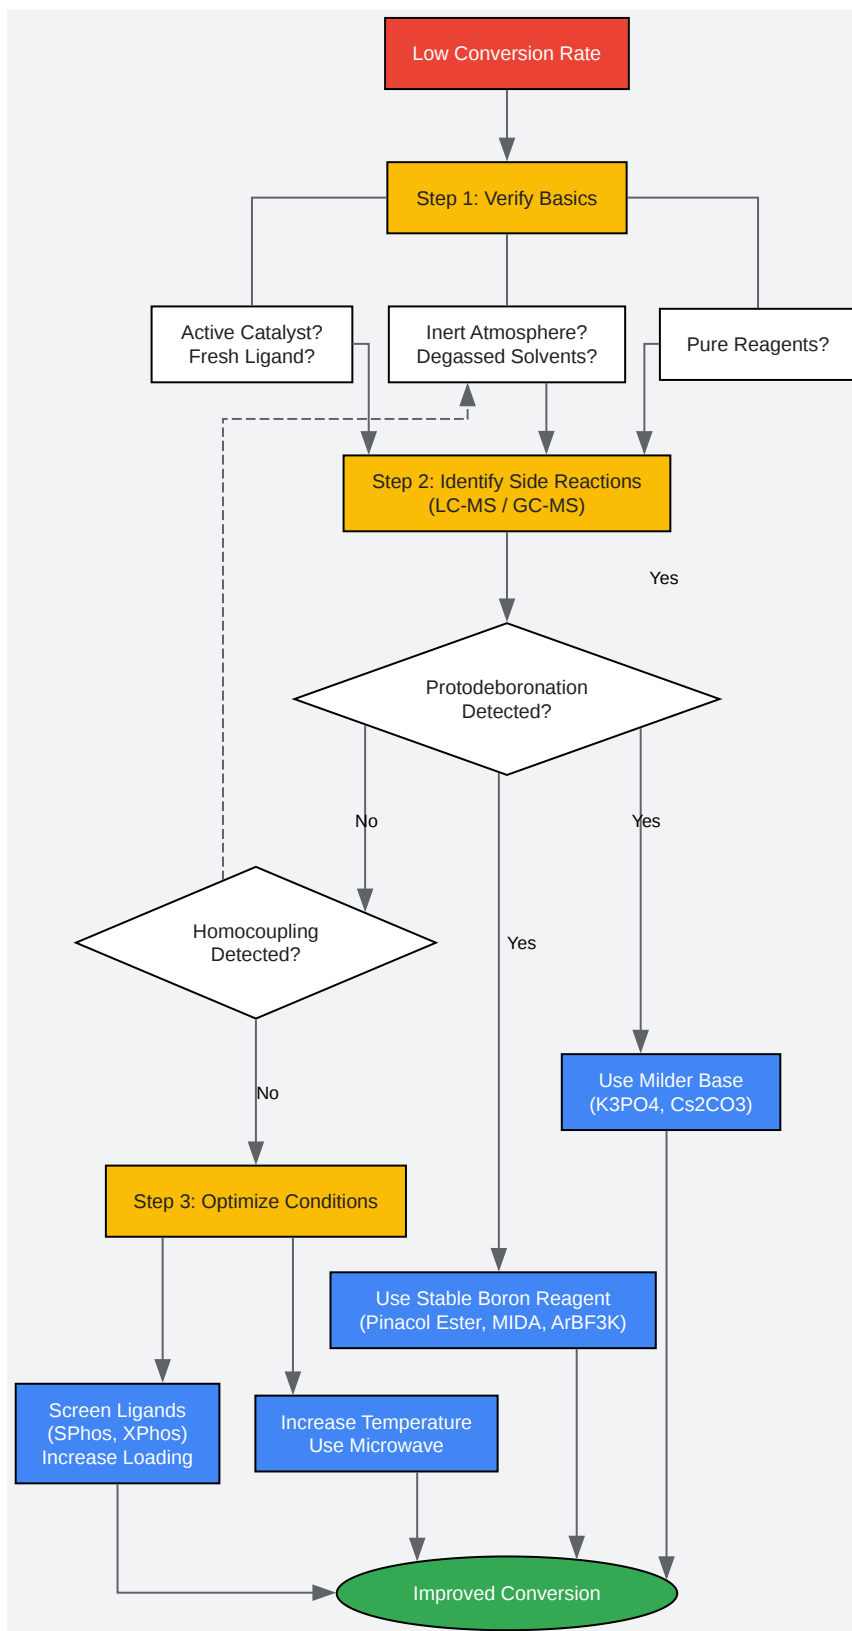 Low Conversion Rate
Step 1: Verify Basics
Active Catalyst?
Fresh Ligand?
Inert Atmosphere?
Degassed Solvents?
Pure Reagents?
Step 2: Identify Side Reactions
(LC-MS / GC-MS)
Yes
Protodeboronation
Detected?
No
Yes
Homocoupling
Detected?
Yes
Use Milder Base
(K3PO4, Cs2CO3)
No
Step 3: Optimize Conditions
Use Stable Boron Reagent
(Pinacol Ester, MIDA, ArBF3K)
Screen Ligands
(SPhos, XPhos)
Increase Loading
Increase Temperature
Use Microwave
Improved Conversion